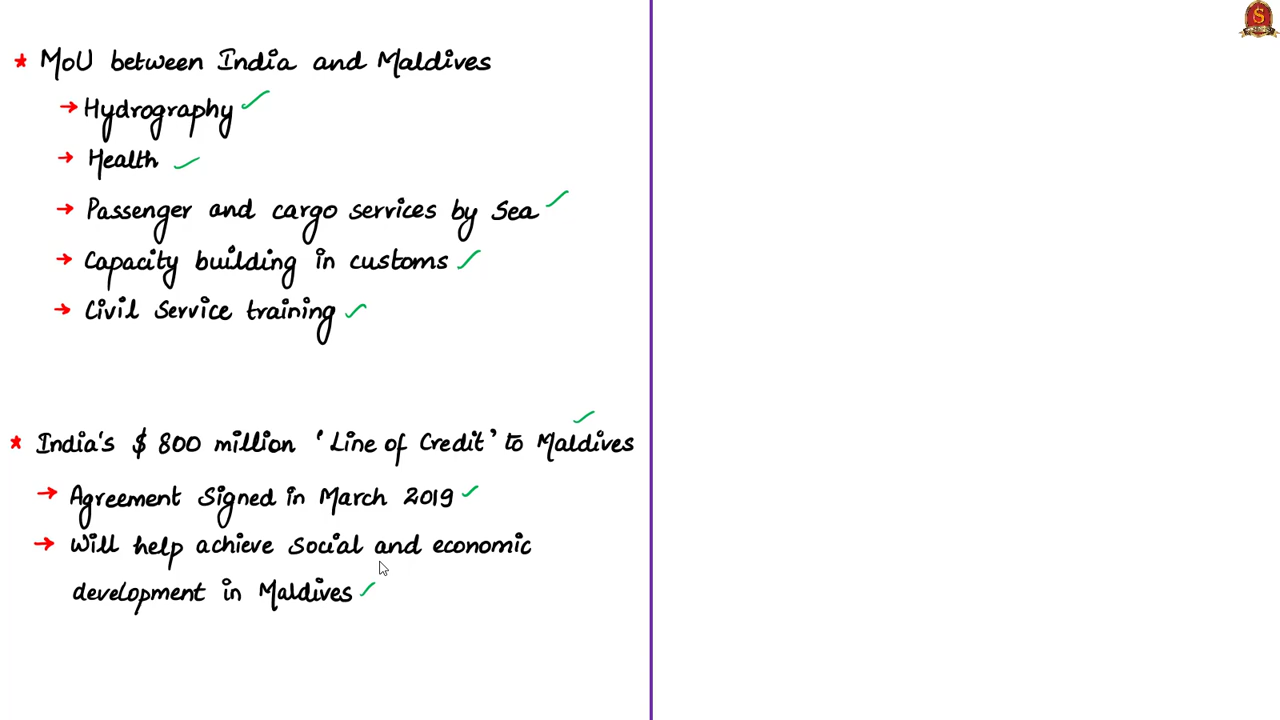 * MoU between India and Maldives
→ Hydrography ✓
→ Health ✓
→ Passenger and cargo services by Sea ✓
→ Capacity building in customs ✓
→ Civil Service training ✓
* India's $ 800 million 'Line of Credit' to Maldives ✓
→ Agreement Signed in March 2019 ✓
→ Will help achieve social and economic
development in Maldives ✓
S